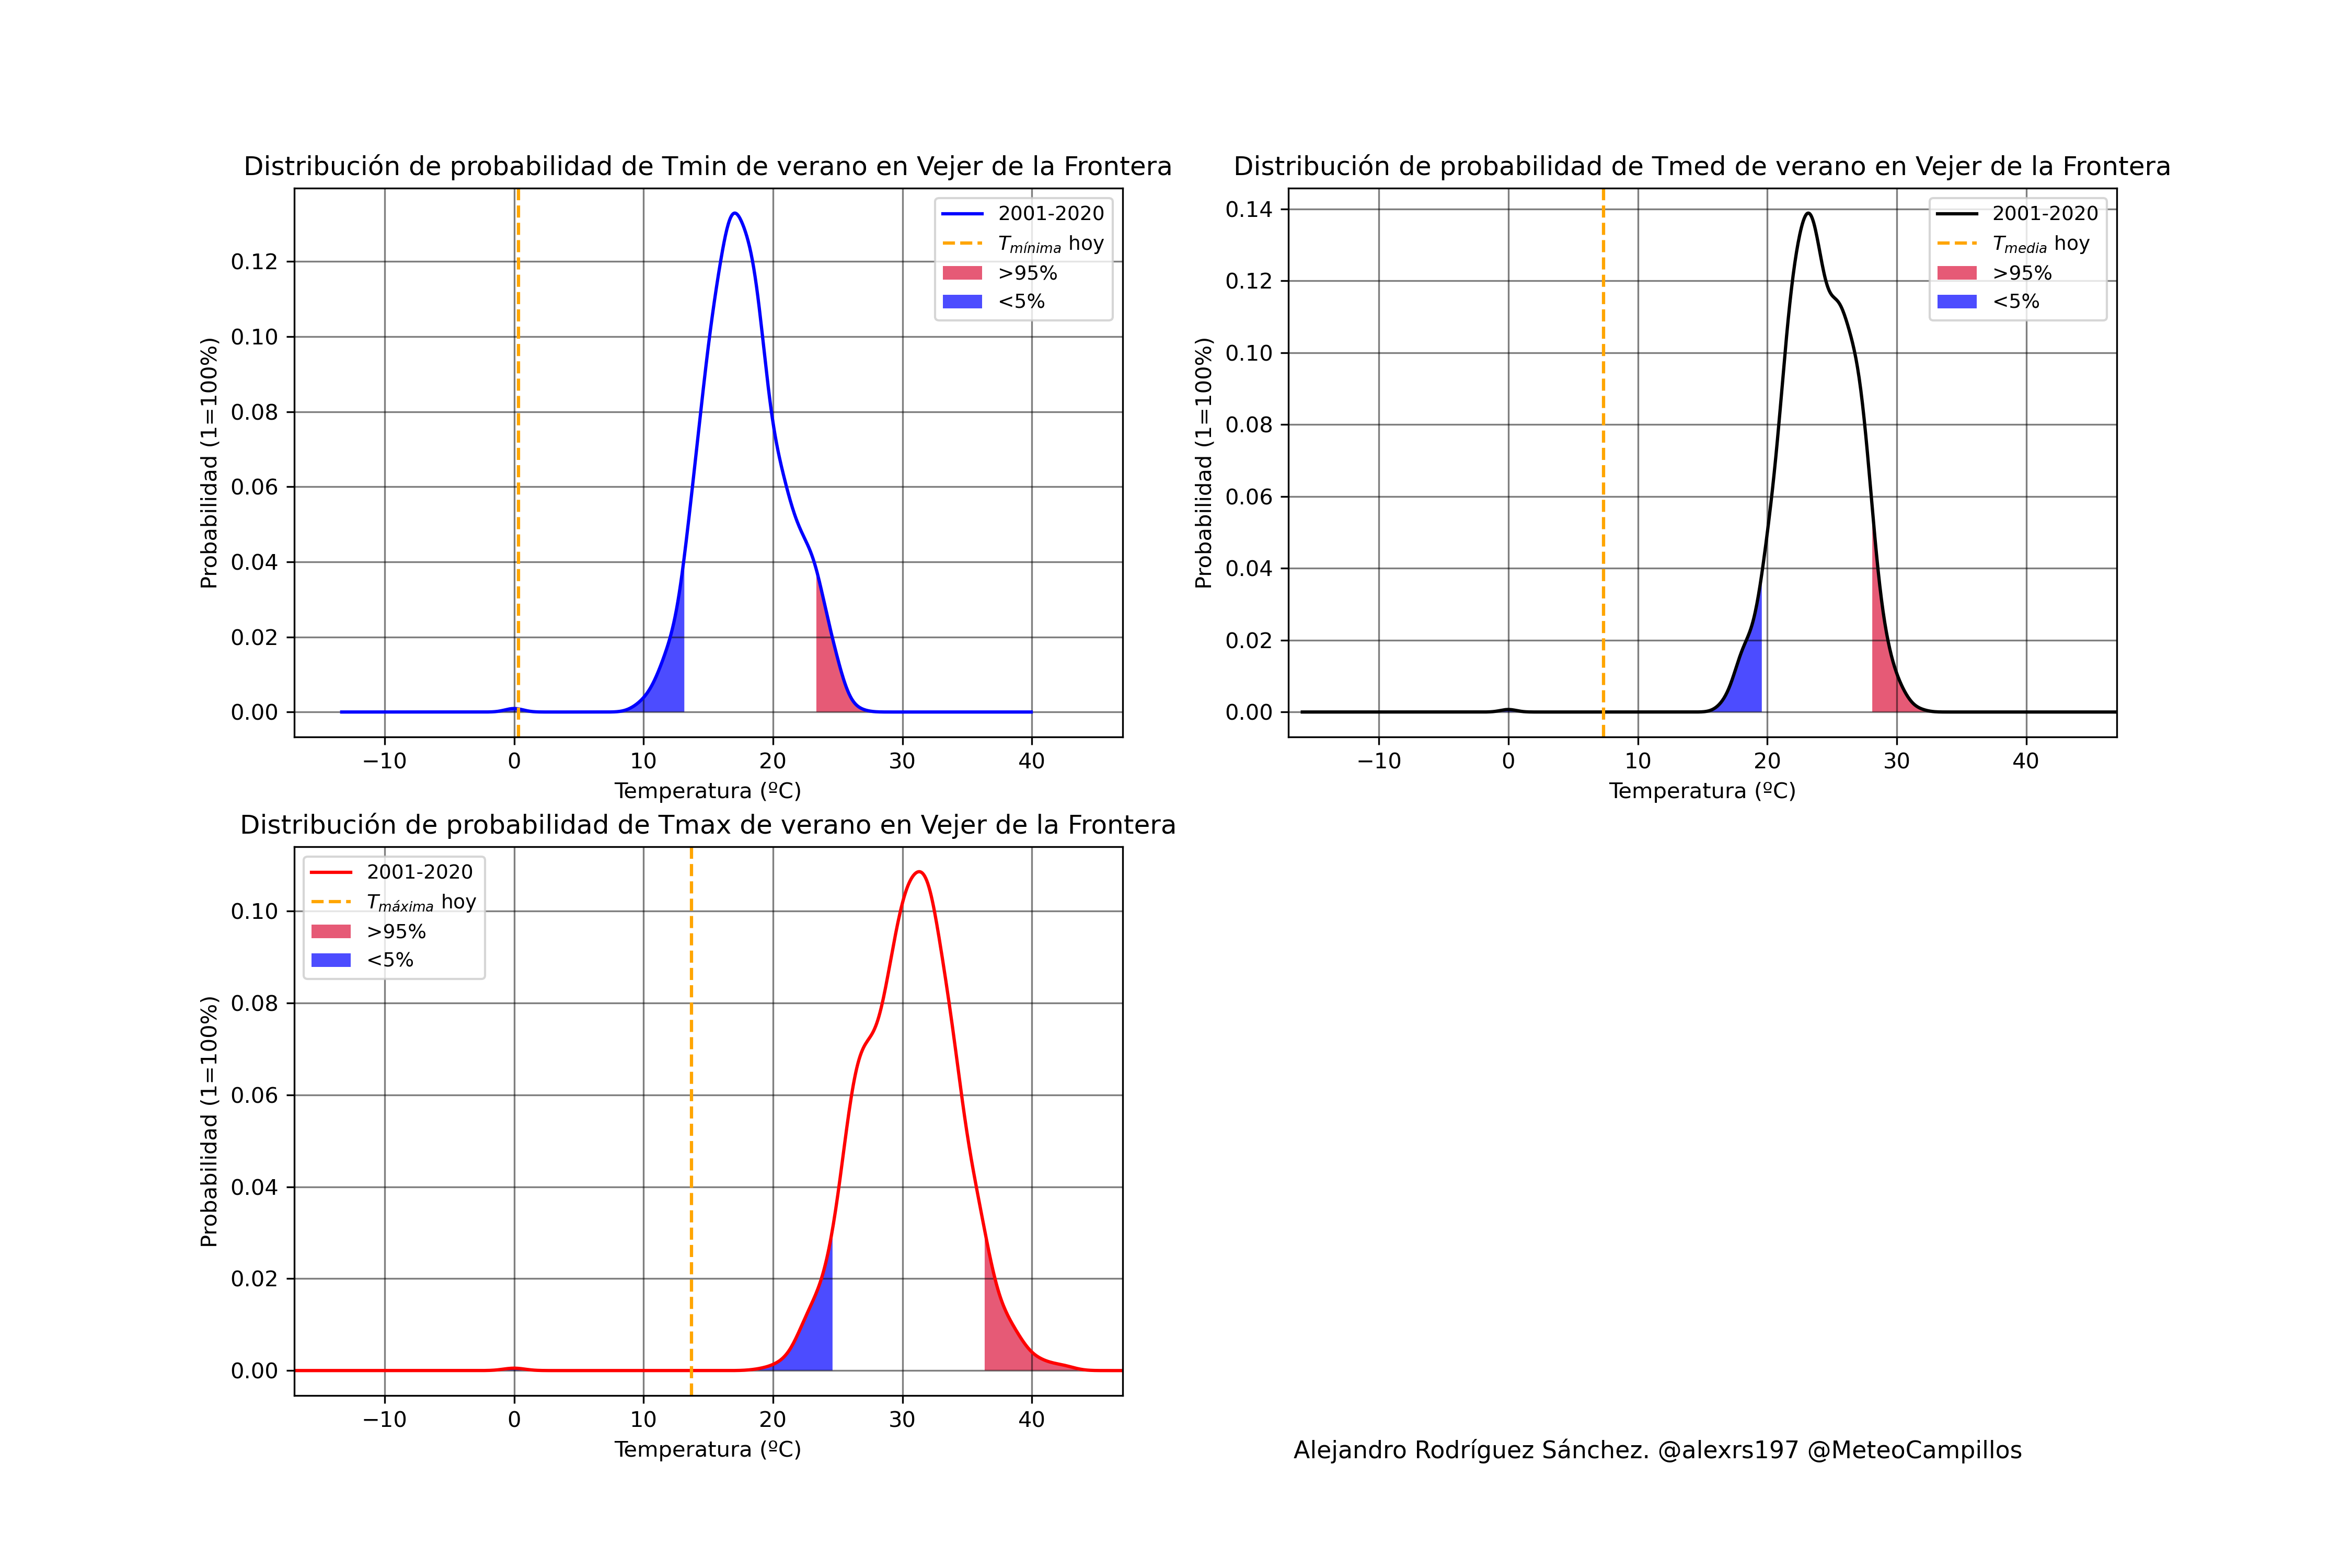 Distribución de probabilidad de Tmin de verano en Vejer de la Frontera
Probabilidad (1=100%)
0.12
0.10
0.08
0.06
0.04
0.02
0.00
2001-2020
Tmínima hoy
>95%
<5%
−10 0 10 20 30 40
Temperatura (ºC)
Distribución de probabilidad de Tmed de verano en Vejer de la Frontera
Probabilidad (1=100%)
0.14
0.12
0.10
0.08
0.06
0.04
0.02
0.00
2001-2020
Tmedia hoy
>95%
<5%
−10 0 10 20 30 40
Temperatura (ºC)
Distribución de probabilidad de Tmax de verano en Vejer de la Frontera
Probabilidad (1=100%)
0.10
0.08
0.06
0.04
0.02
0.00
2001-2020
Tmáxima hoy
>95%
<5%
−10 0 10 20 30 40
Temperatura (ºC)
Alejandro Rodríguez Sánchez. @alexrs197 @MeteoCampillos